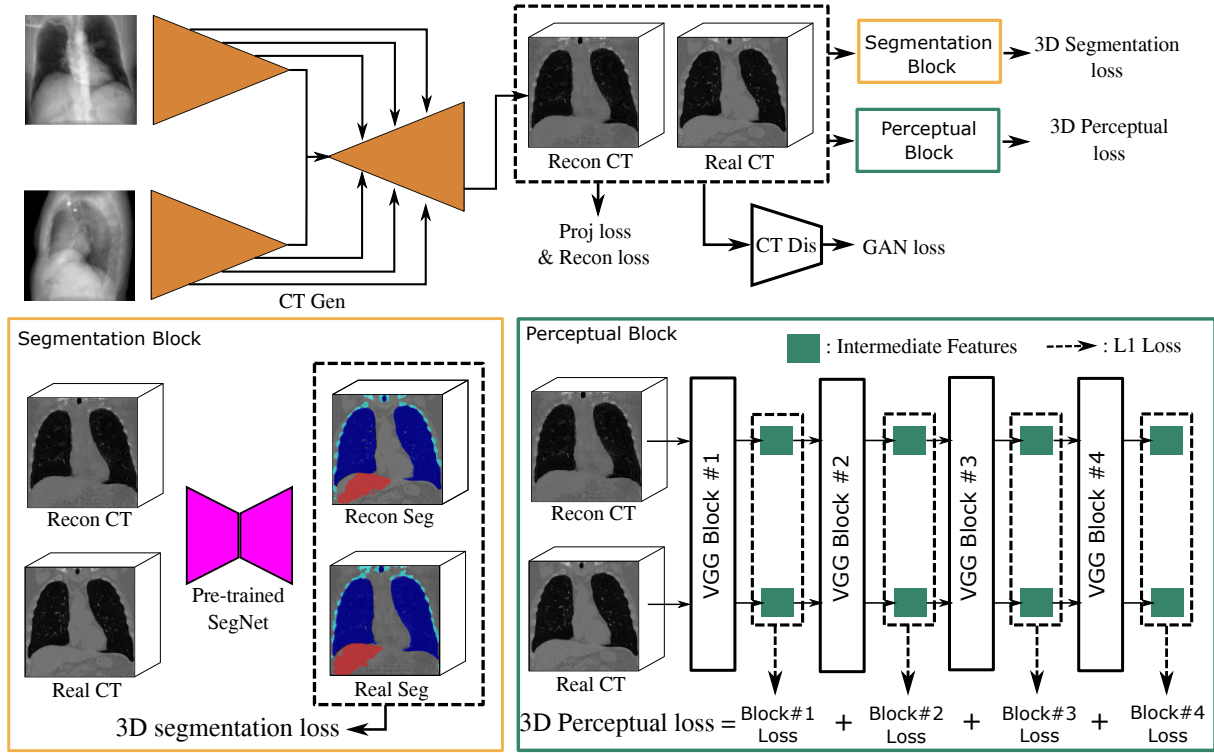 Recon CT
Real CT
Segmentation
Block
3D Segmentation
loss
Perceptual
Block
3D Perceptual
loss
Proj loss
& Recon loss
CT Dis
GAN loss
CT Gen
Segmentation Block
Recon CT
Real CT
Pre-trained
SegNet
Recon Seg
Real Seg
3D segmentation loss
Perceptual Block
: Intermediate Features
: L1 Loss
Recon CT
Real CT
VGG Block #1
VGG Block #2
VGG Block #3
VGG Block #4
3D Perceptual loss = Block#1 Loss + Block#2 Loss + Block#3 Loss + Block#4 Loss